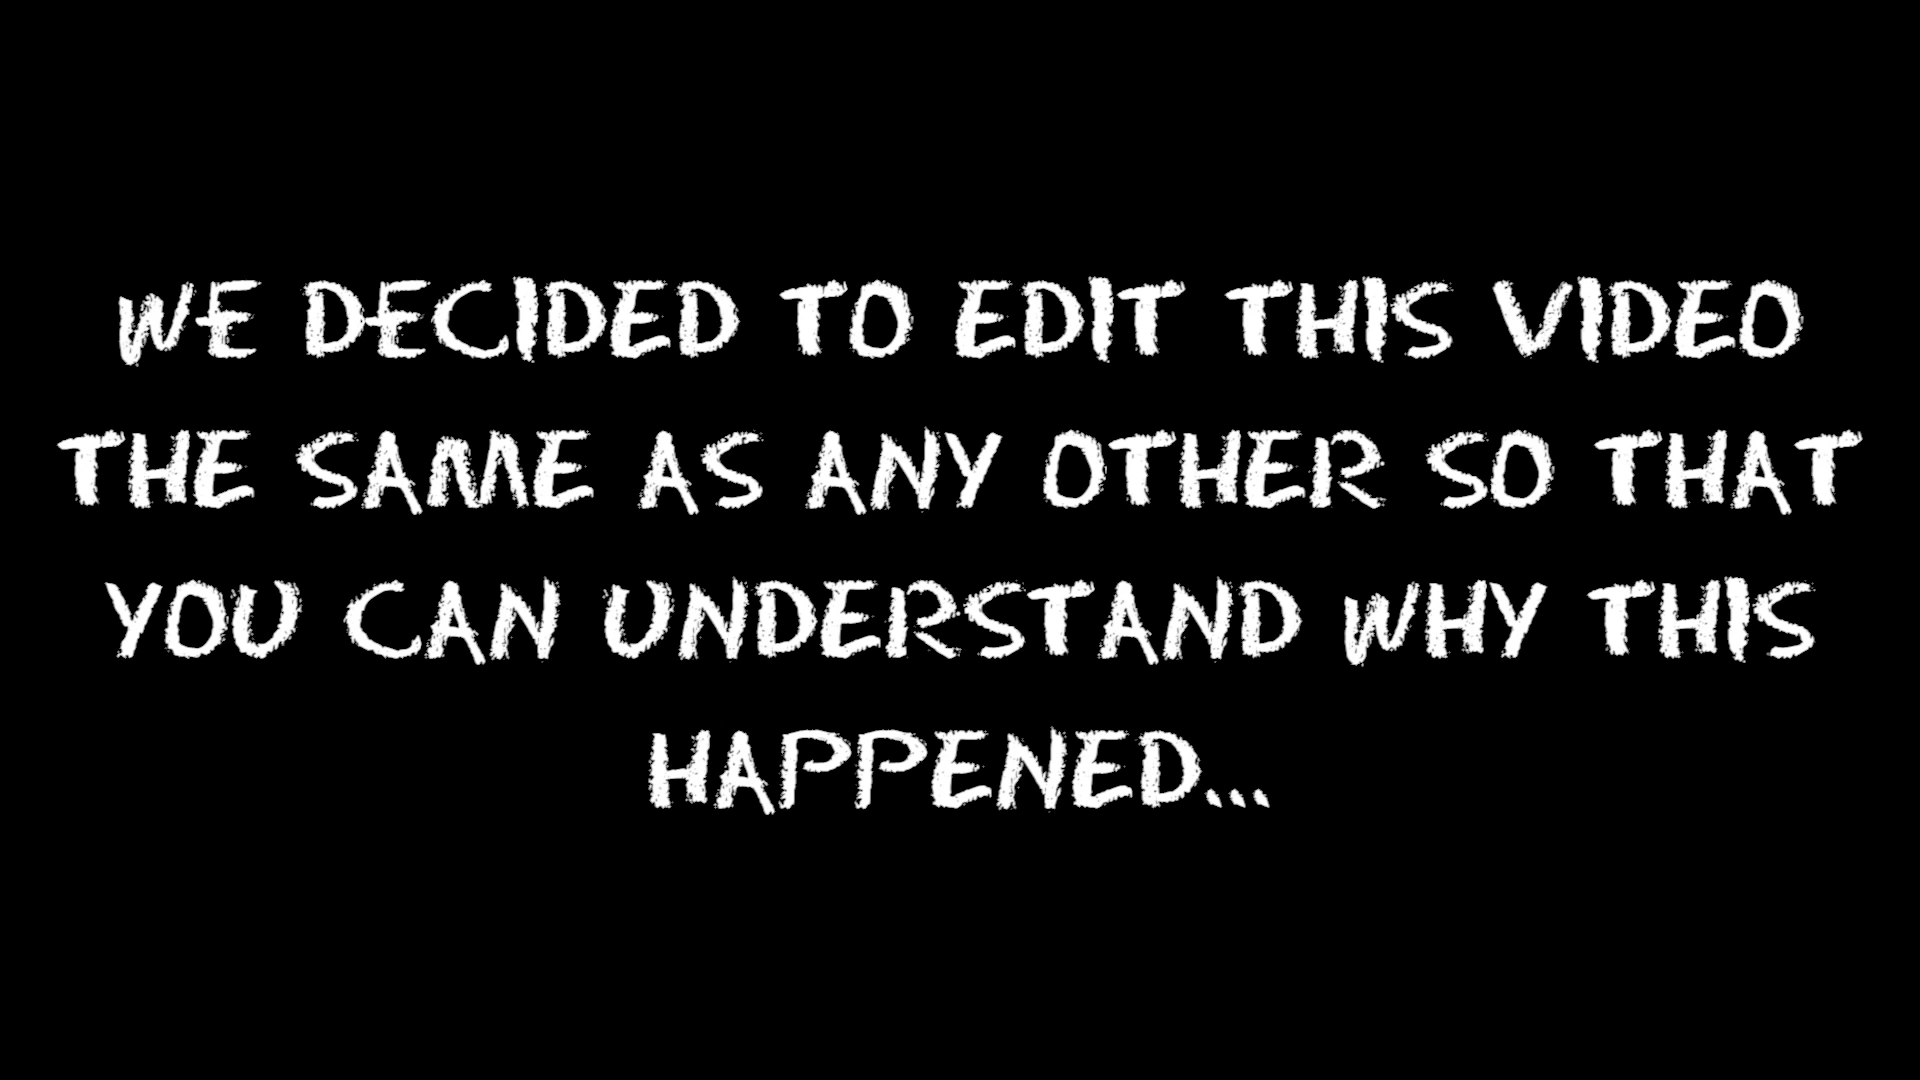 WE DECIDED TO EDIT THIS VIDEO
THE SAME AS ANY OTHER SO THAT
YOU CAN UNDERSTAND WHY THIS
HAPPENED...